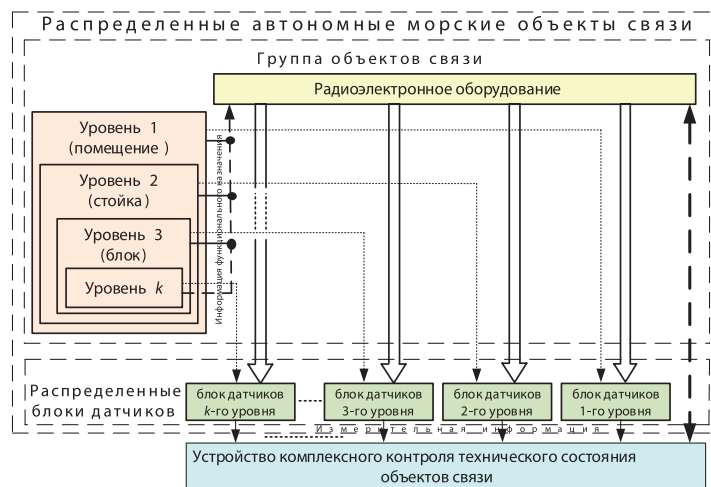 Распределенные автономные морские объекты связи
Группа объектов связи
Радиоэлектронное оборудование
Уровень 1
(помещение)
Уровень 2
(стойка)
Уровень 3
(блок)
Уровень k
Информация функционального назначения
Распределенные
блоки датчиков
блок датчиков
k-го уровня
блок датчиков
3-го уровня
блок датчиков
2-го уровня
блок датчиков
1-го уровня
Измерительная информация
Устройство комплексного контроля технического состояния
объектов связи